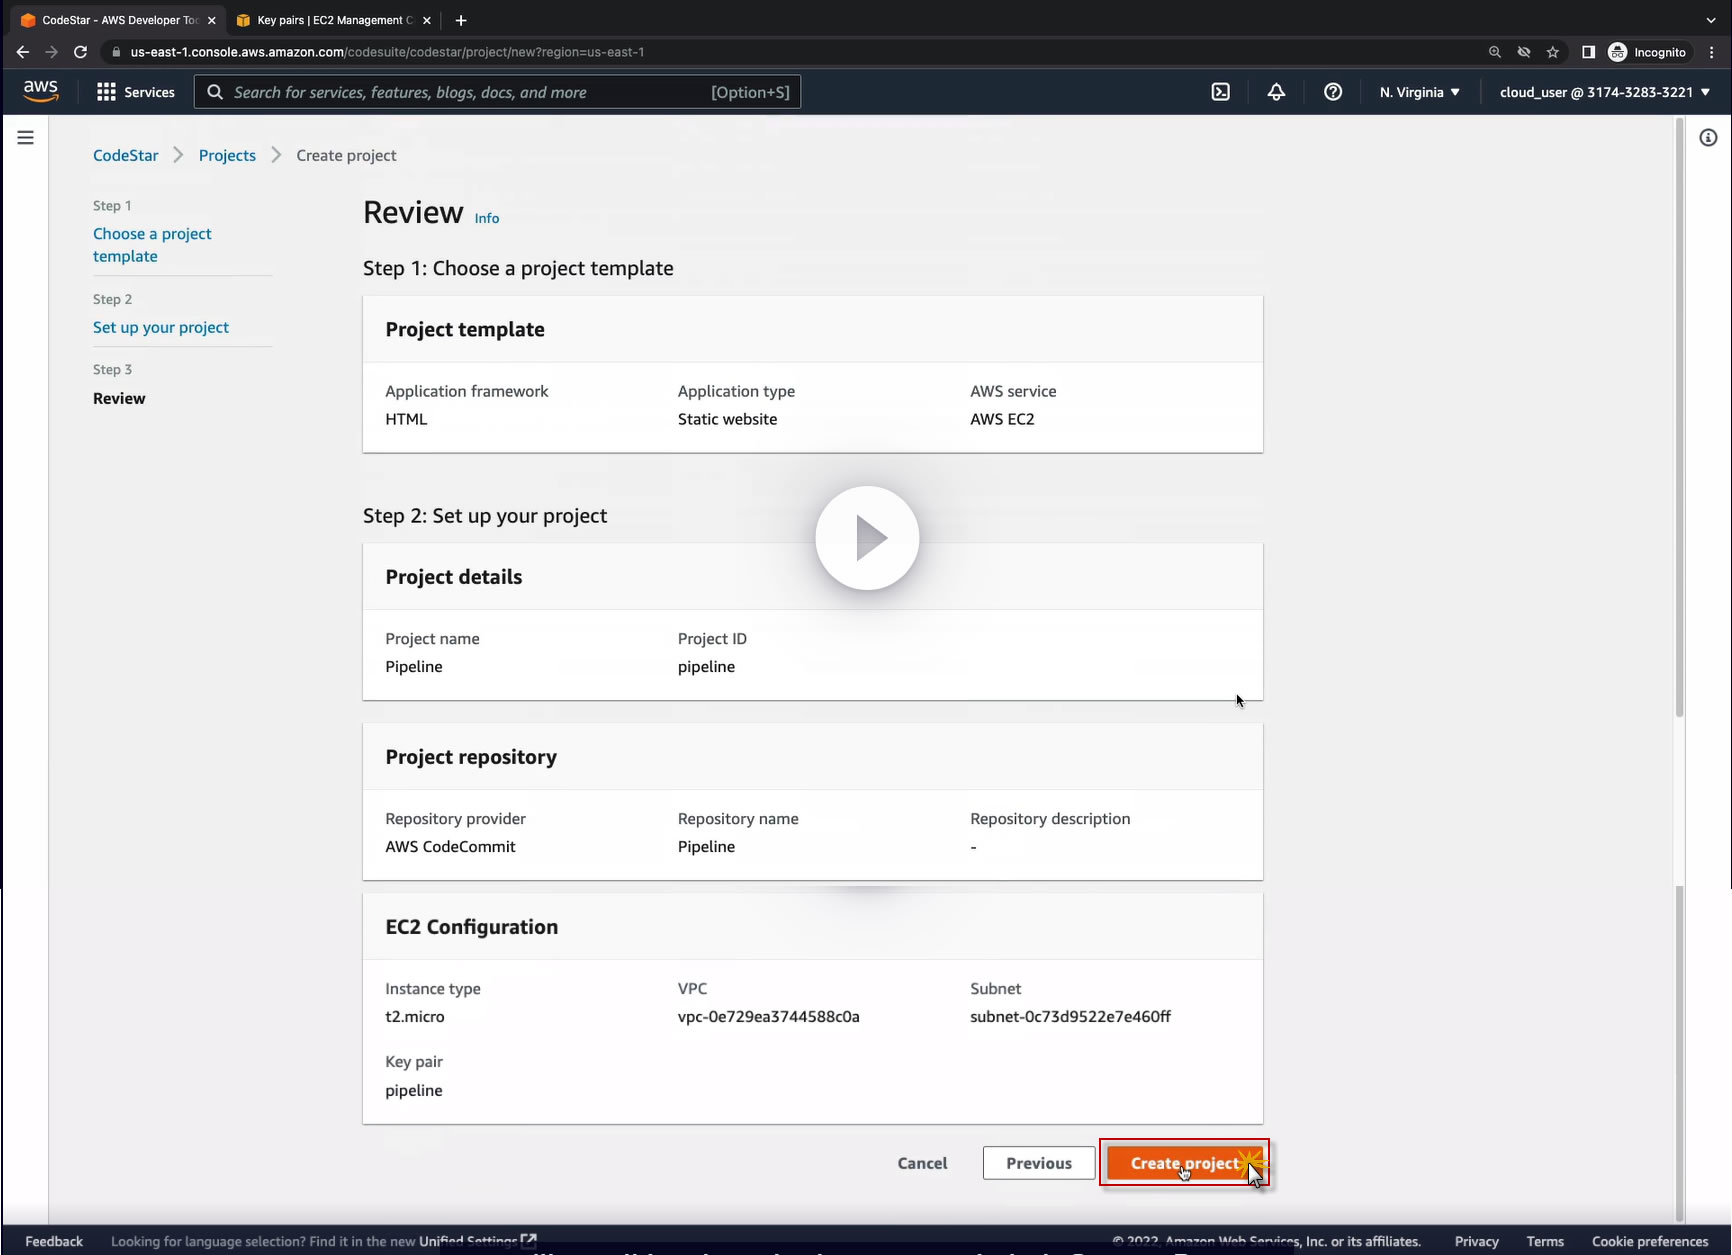 CodeStar - AWS Developer Too
Key pairs | EC2 Management C
us-east-1.console.aws.amazon.com/codesuite/codestar/project/new?region=us-east-1
Incognito
aws
Services
Search for services, features, blogs, docs, and more
[Option+S]
N. Virginia
cloud_user @ 3174-3283-3221
CodeStar
Projects
Create project
Step 1
Choose a project
template
Step 2
Set up your project
Step 3
Review
Review
Info
Step 1: Choose a project template
Project template
Application framework
Application type
AWS service
HTML
Static website
AWS EC2
Step 2: Set up your project
Project details
Project name
Project ID
Pipeline
pipeline
Project repository
Repository provider
Repository name
Repository description
AWS CodeCommit
Pipeline
-
EC2 Configuration
Instance type
VPC
Subnet
t2.micro
vpc-0e729ea3744588c0a
subnet-0c73d9522e7e460ff
Key pair
pipeline
Cancel
Previous
Create project
Feedback
Looking for language selection? Find it in the new Unified Settings
© 2022, Amazon Web Services, Inc. or its affiliates.
Privacy
Terms
Cookie preferences